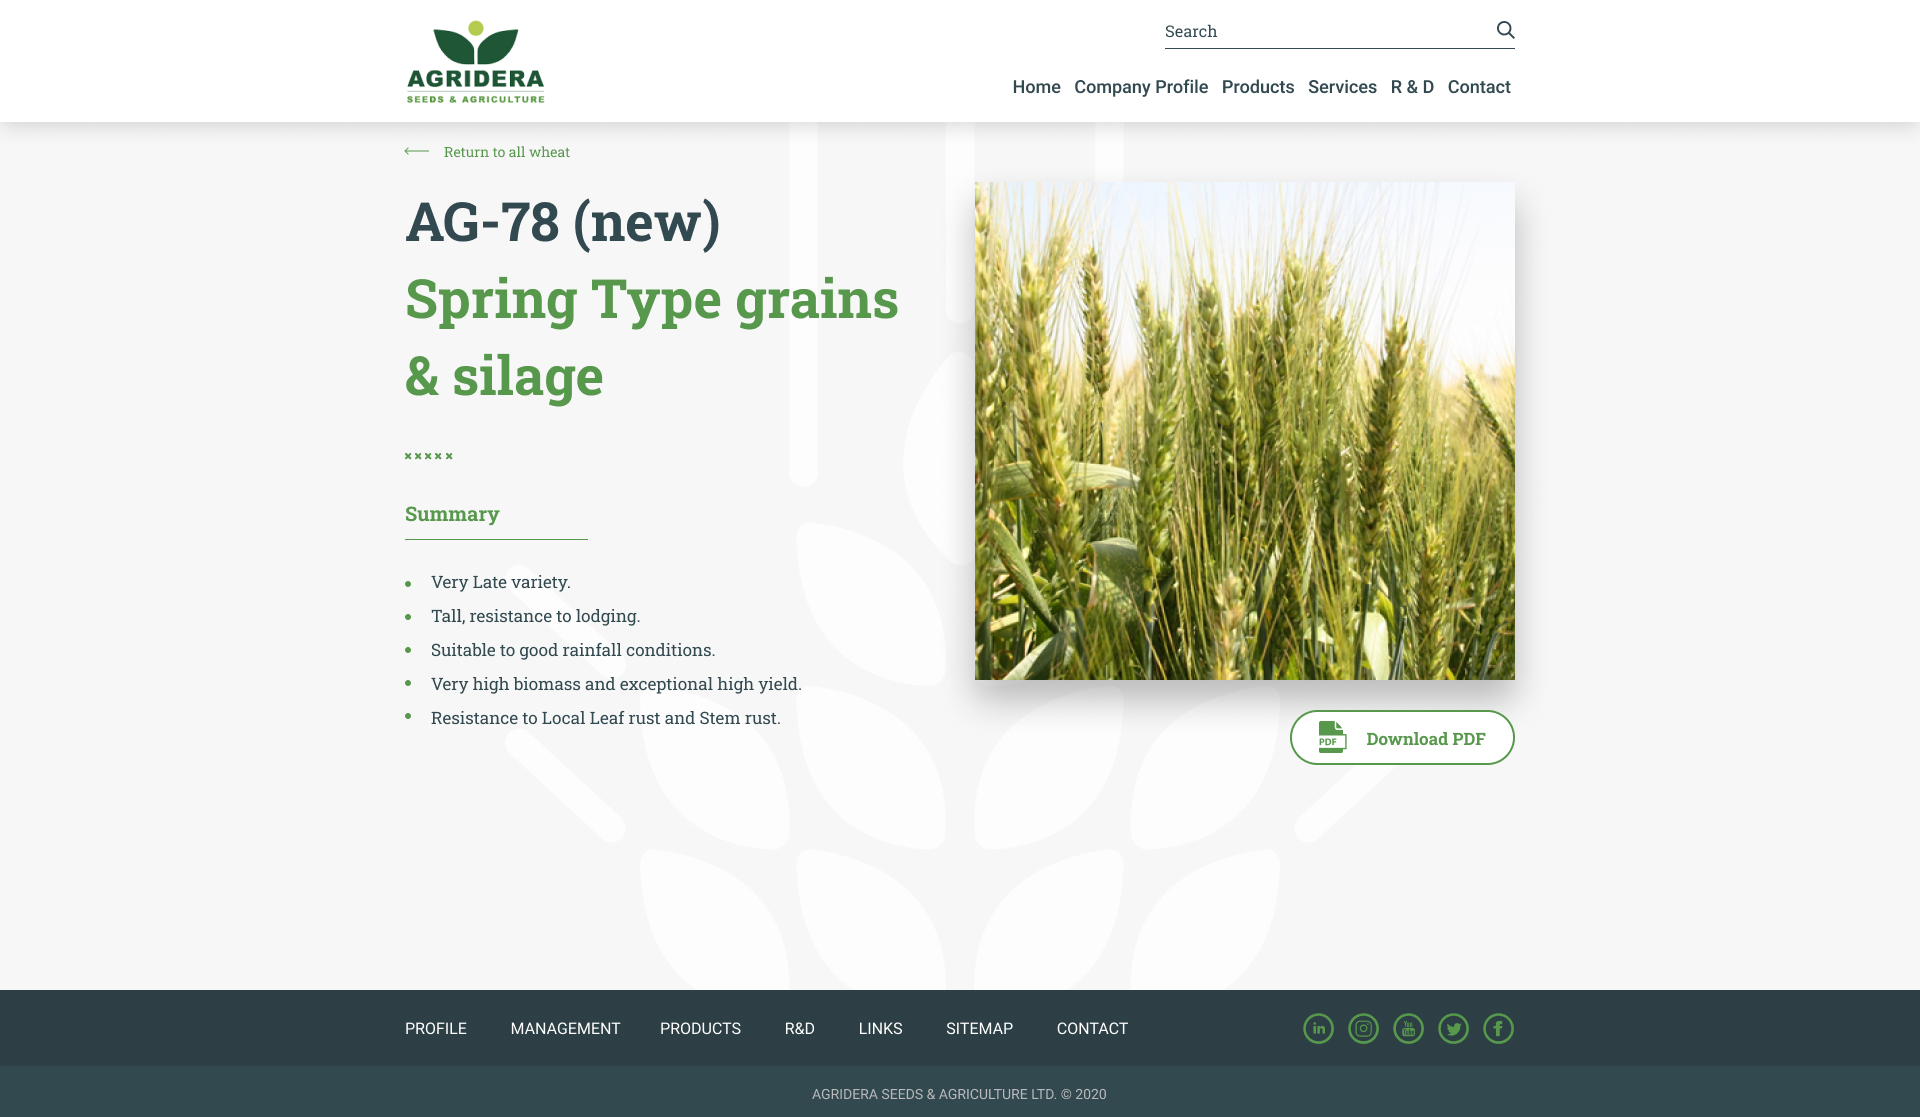 AGRIDERA
SEEDS & AGRICULTURE
Search
Home Company Profile Products Services R & D Contact
Return to all wheat
AG-78 (new)
Spring Type grains
& silage
Summary
Very Late variety.
Tall, resistance to lodging.
Suitable to good rainfall conditions.
Very high biomass and exceptional high yield.
Resistance to Local Leaf rust and Stem rust.
PDF Download PDF
PROFILE MANAGEMENT PRODUCTS R&D LINKS SITEMAP CONTACT
in You Tube f
AGRIDERA SEEDS & AGRICULTURE LTD. © 2020